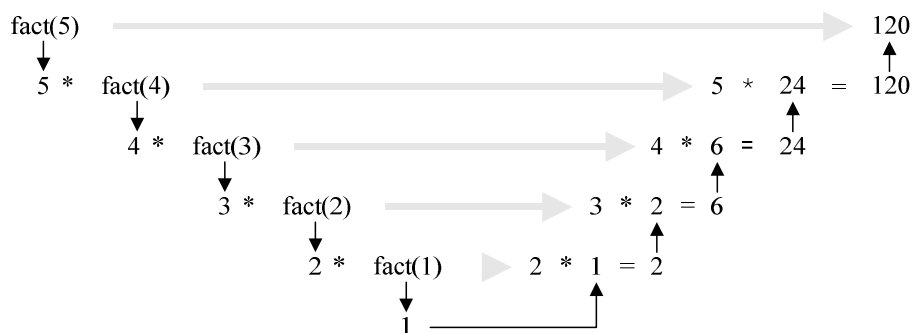 fact(5) 120
5 * fact(4) 5 * 24 = 120
4 * fact(3) 4 * 6 = 24
3 * fact(2) 3 * 2 = 6
2 * fact(1) 2 * 1 = 2
1